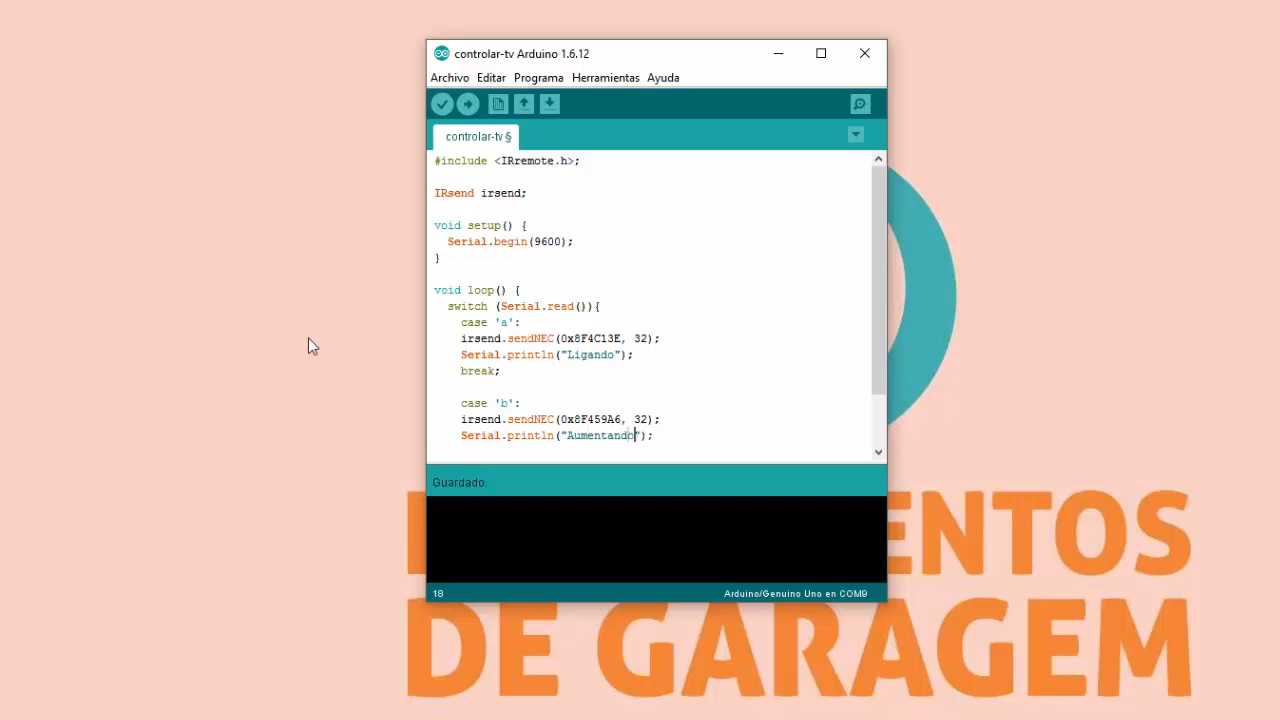 controlar-tv Arduino 1.6.12
Archivo Editar Programa Herramientas Ayuda
controlar-tv §
#include <IRremote.h>;
IRsend irsend;
void setup() {
Serial.begin(9600);
}
void loop() {
switch (Serial.read()){
case 'a':
irsend.sendNEC(0x8F4C13E, 32);
Serial.println("Ligando");
break;
case 'b':
irsend.sendNEC(0x8F459A6, 32);
Serial.println("Aumentando");
Guardado.
18
Arduino/Genuino Uno en COM9
ENTOS
DE GARAGEM